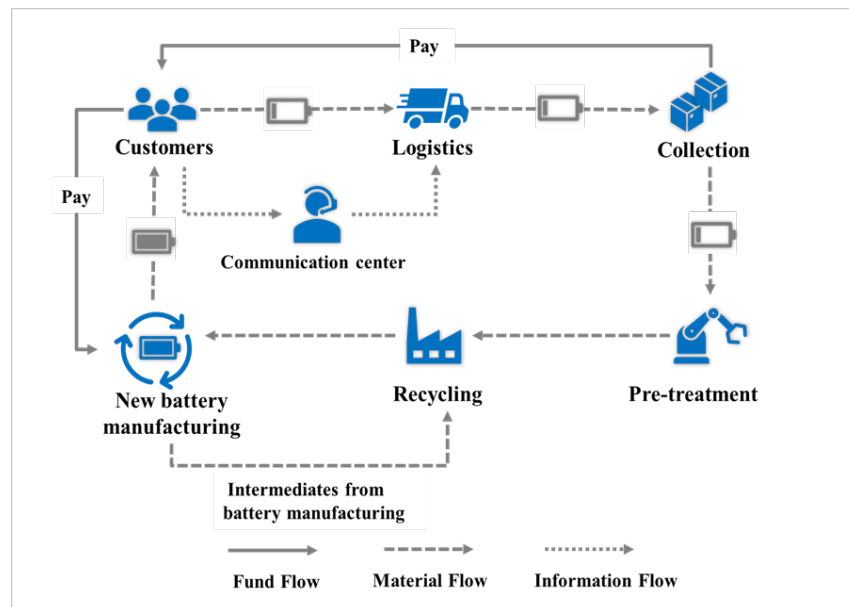 Pay
Customers
Logistics
Collection
Pay
Communication center
New battery
manufacturing
Recycling
Pre-treatment
Intermediates from
battery manufacturing
Fund Flow
Material Flow
Information Flow